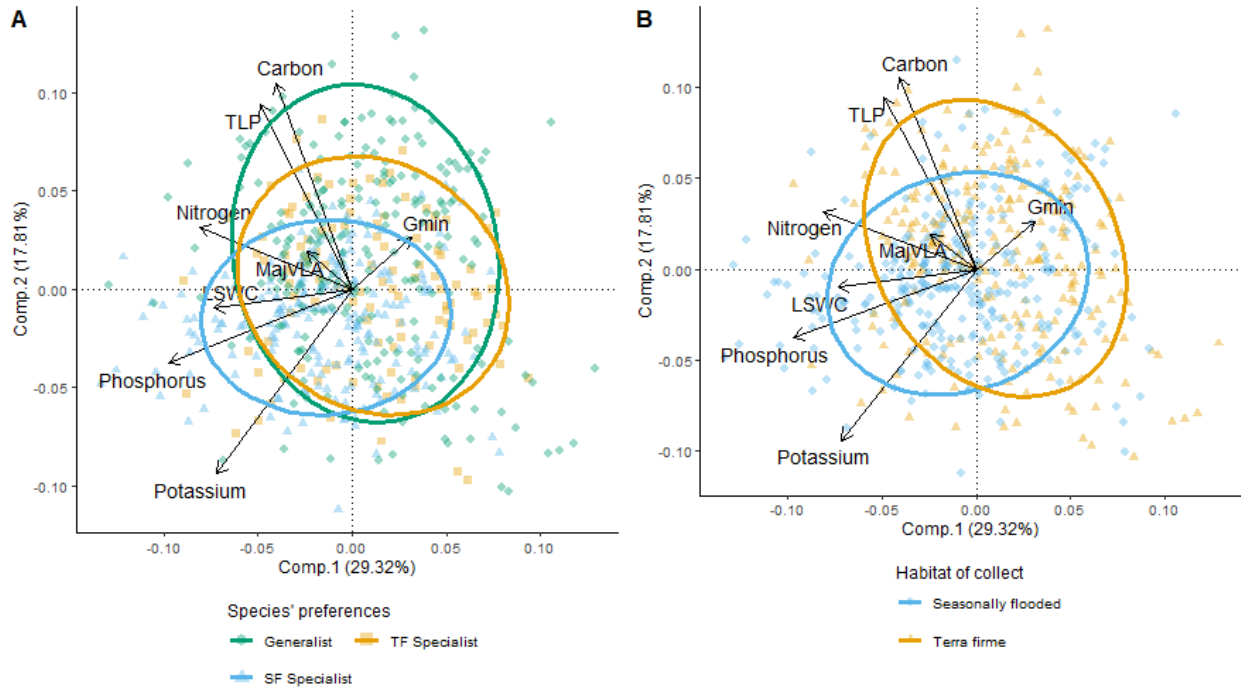 A
Carbon
0.10
TLP
0.05
Nitrogen
Gmin
MajVLA
0.00
LSWC
Phosphorus
-0.05
Potassium
-0.10
Comp.2 (17.81%)
-0.10
-0.05
0.00
0.05
0.10
Comp.1 (29.32%)
Species' preferences
Generalist
TF Specialist
SF Specialist
B
Carbon
0.10
TLP
0.05
Nitrogen
Gmin
MajVLA
0.00
LSWC
Phosphorus
-0.05
Potassium
-0.10
Comp.2 (17.81%)
-0.10
-0.05
0.00
0.05
0.10
Comp.1 (29.32%)
Habitat of collect
Seasonally flooded
Terra firme